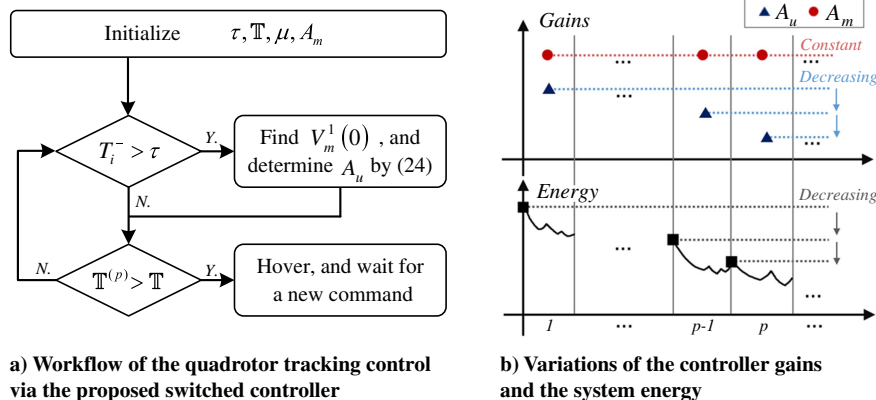 Initialize τ, 𝕋, μ, A_m
T_i^- > τ
Y.
Find V_m^1(0) , and
determine A_u by (24)
N.
𝕋^(p) > 𝕋
N.
Y.
Hover, and wait for
a new command
a) Workflow of the quadrotor tracking control
via the proposed switched controller
A_u A_m
Gains
Constant
...
...
Decreasing
...
...
Energy
Decreasing
...
...
1 ... p-1 p ...
b) Variations of the controller gains
and the system energy